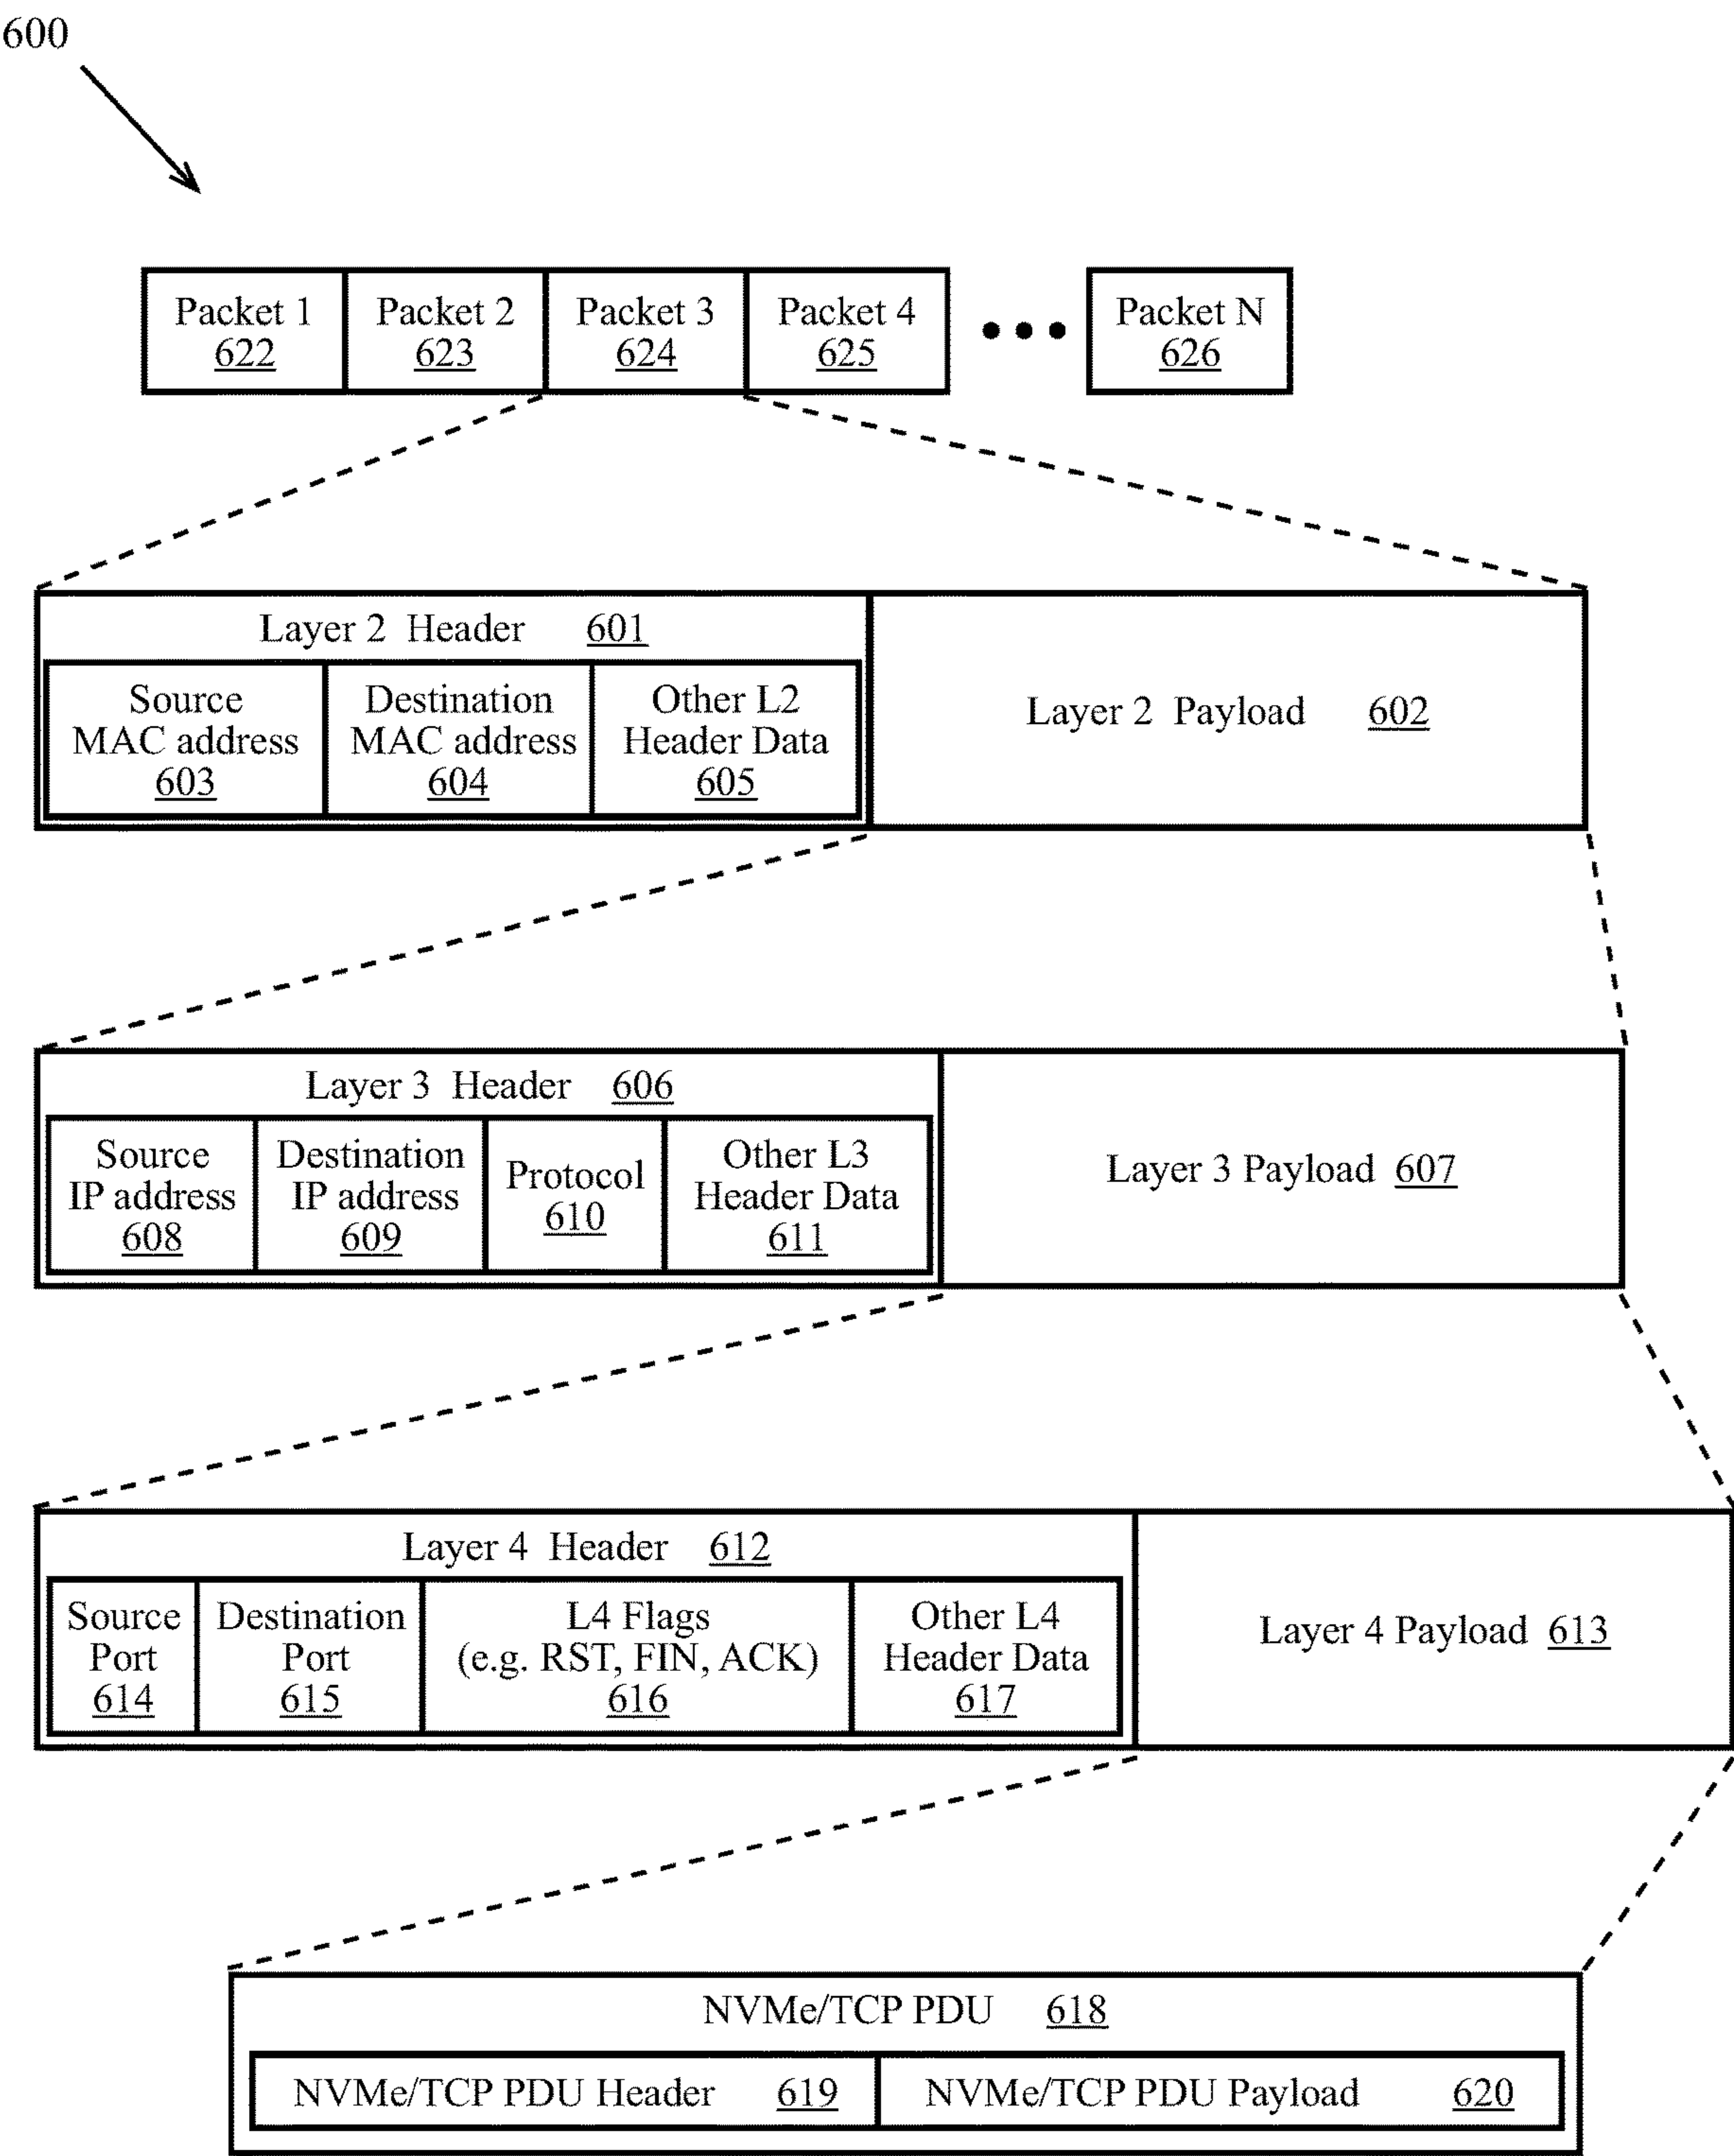 600
Packet 1
622
Packet 2
623
Packet 3
624
Packet 4
625
Packet N
626
Layer 2 Header 601
Source
MAC address
603
Destination
MAC address
604
Other L2
Header Data
605
Layer 2 Payload 602
Layer 3 Header 606
Source
IP address
608
Destination
IP address
609
Protocol
610
Other L3
Header Data
611
Layer 3 Payload 607
Layer 4 Header 612
Source
Port
614
Destination
Port
615
L4 Flags
(e.g. RST, FIN, ACK)
616
Other L4
Header Data
617
Layer 4 Payload 613
NVMe/TCP PDU 618
NVMe/TCP PDU Header 619
NVMe/TCP PDU Payload 620